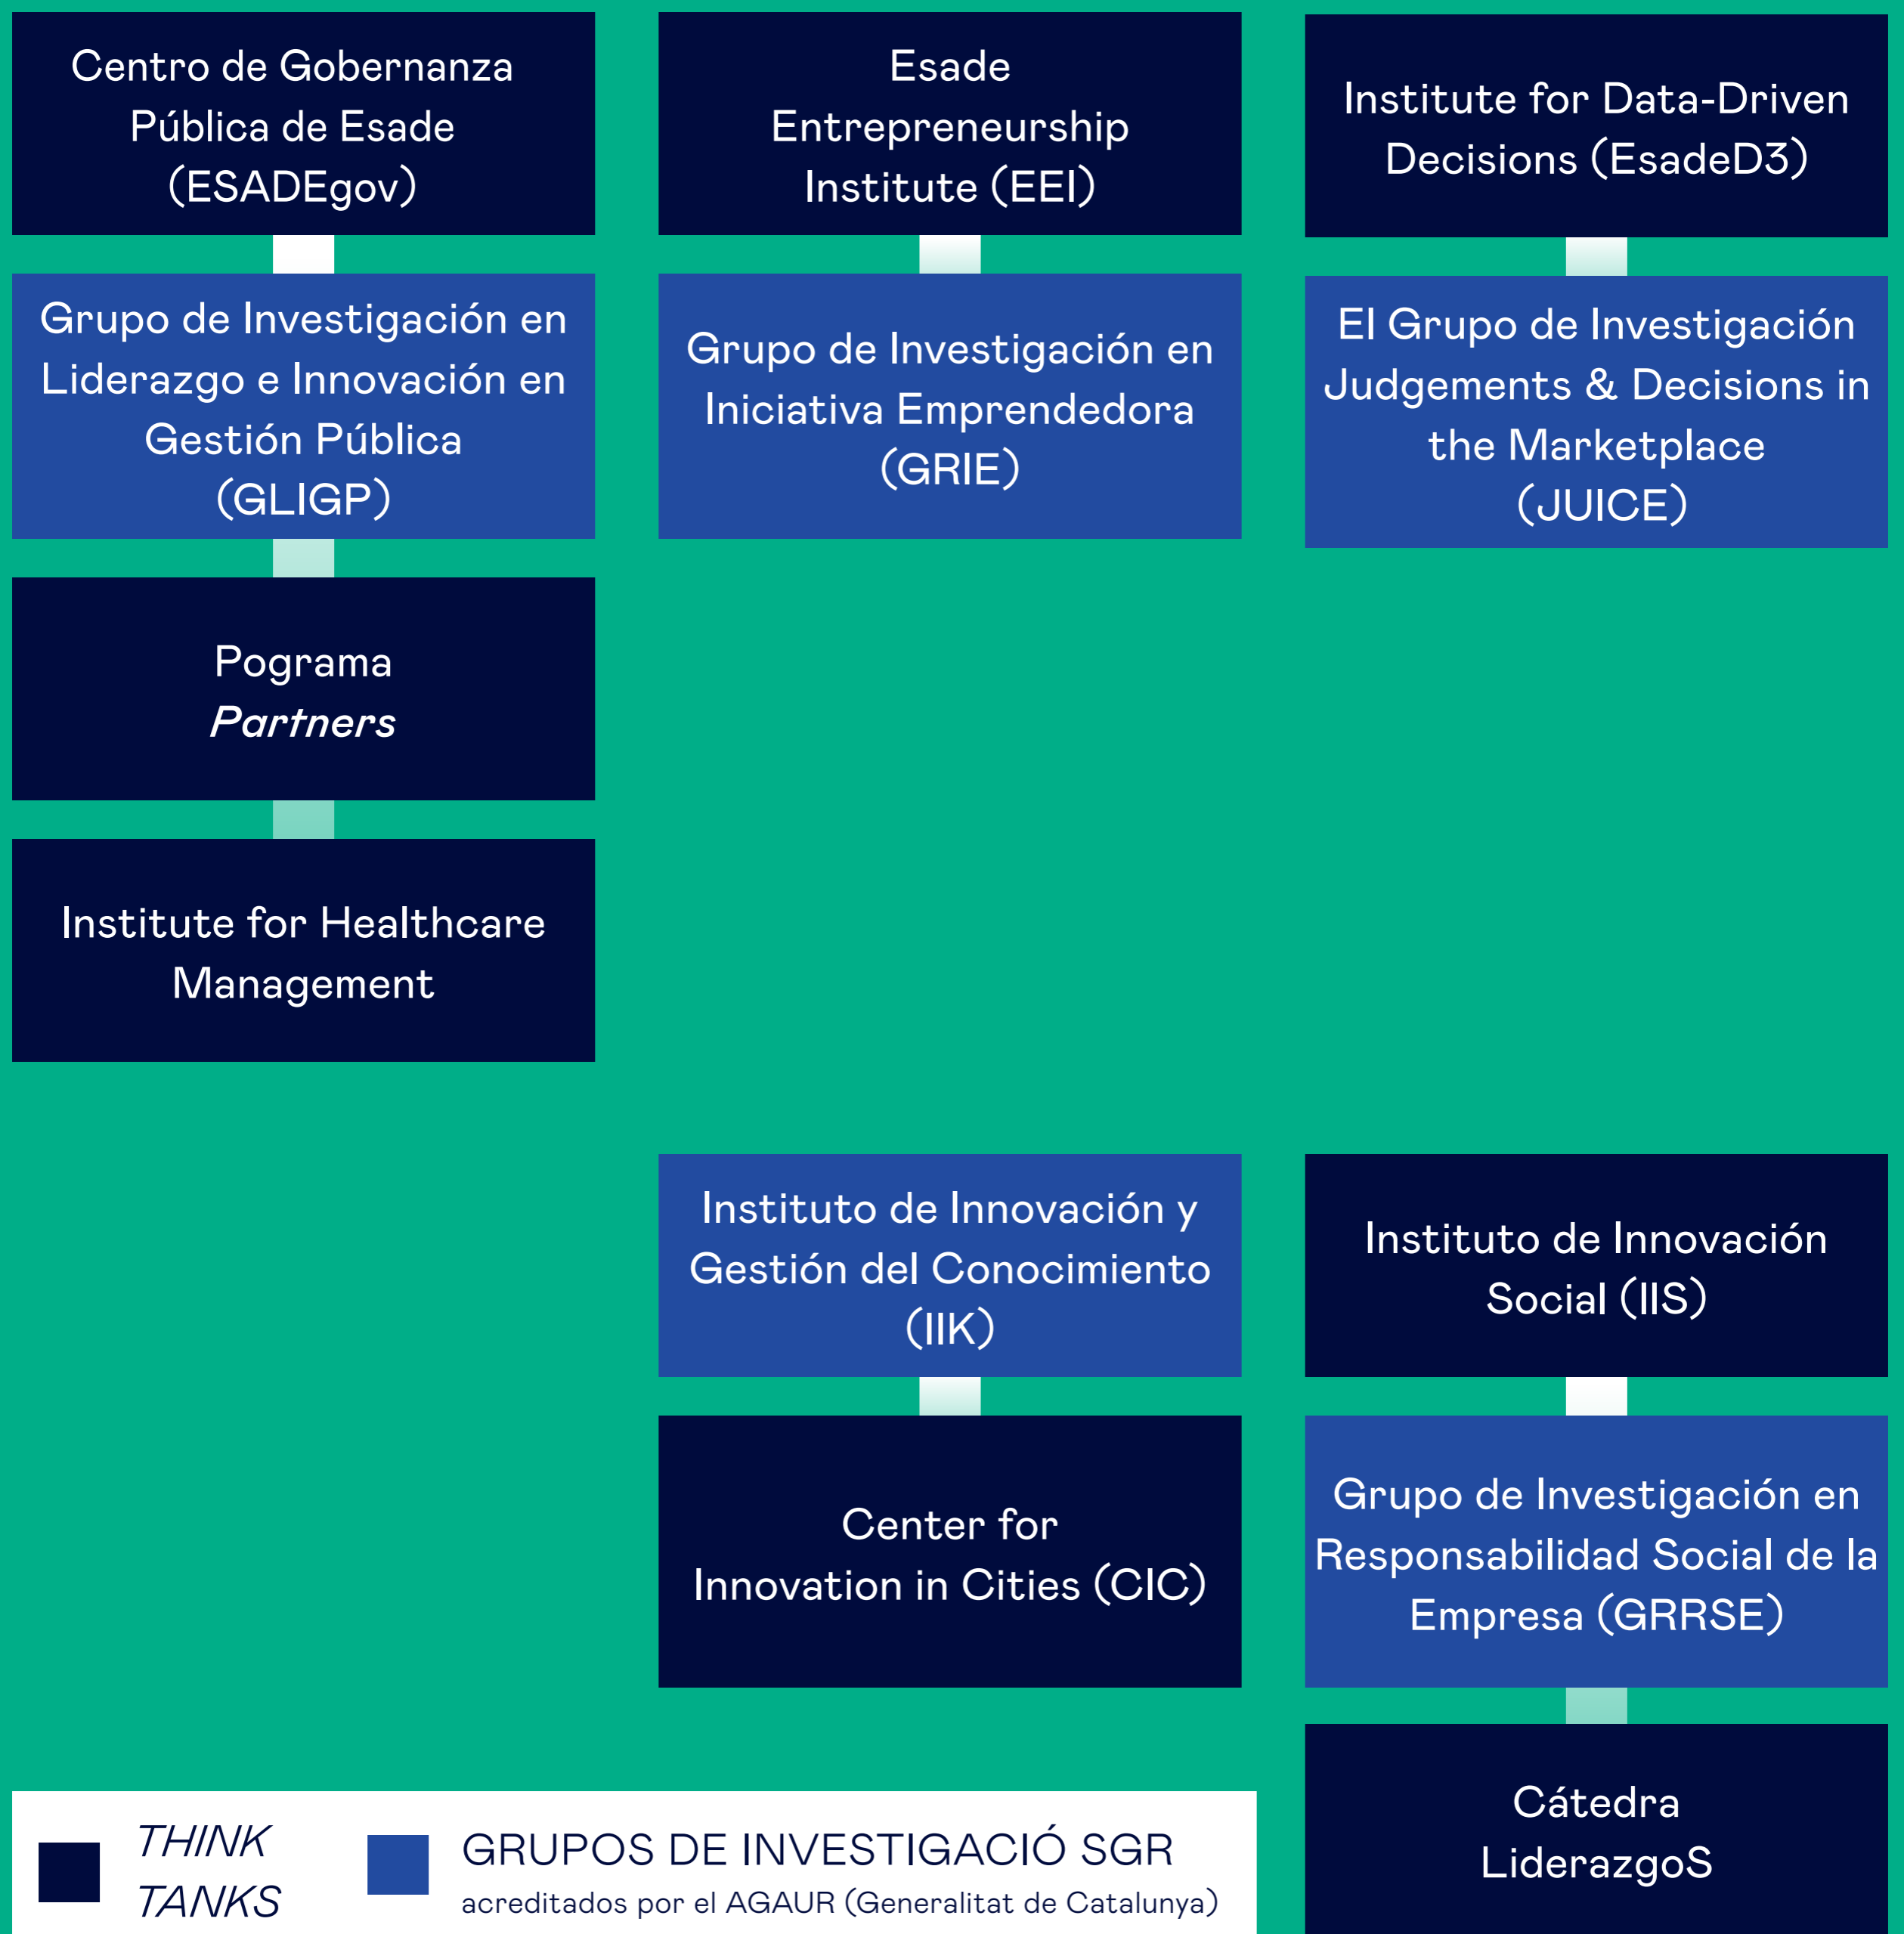 Centro de Gobernanza
Pública de Esade
(ESADEgov)
Grupo de Investigación en
Liderazgo e Innovación en
Gestión Pública
(GLIGP)
Pograma
Partners
Institute for Healthcare
Management
Esade
Entrepreneurship
Institute (EEI)
Grupo de Investigación en
Iniciativa Emprendedora
(GRIE)
Institute for Data-Driven
Decisions (EsadeD3)
El Grupo de Investigación
Judgements & Decisions in
the Marketplace
(JUICE)
Instituto de Innovación y
Gestión del Conocimiento
(IIK)
Center for
Innovation in Cities (CIC)
Instituto de Innovación
Social (IIS)
Grupo de Investigación en
Responsabilidad Social de la
Empresa (GRRSE)
Cátedra
LiderazgoS
THINK
TANKS
GRUPOS DE INVESTIGACIÓ SGR
acreditados por el AGAUR (Generalitat de Catalunya)